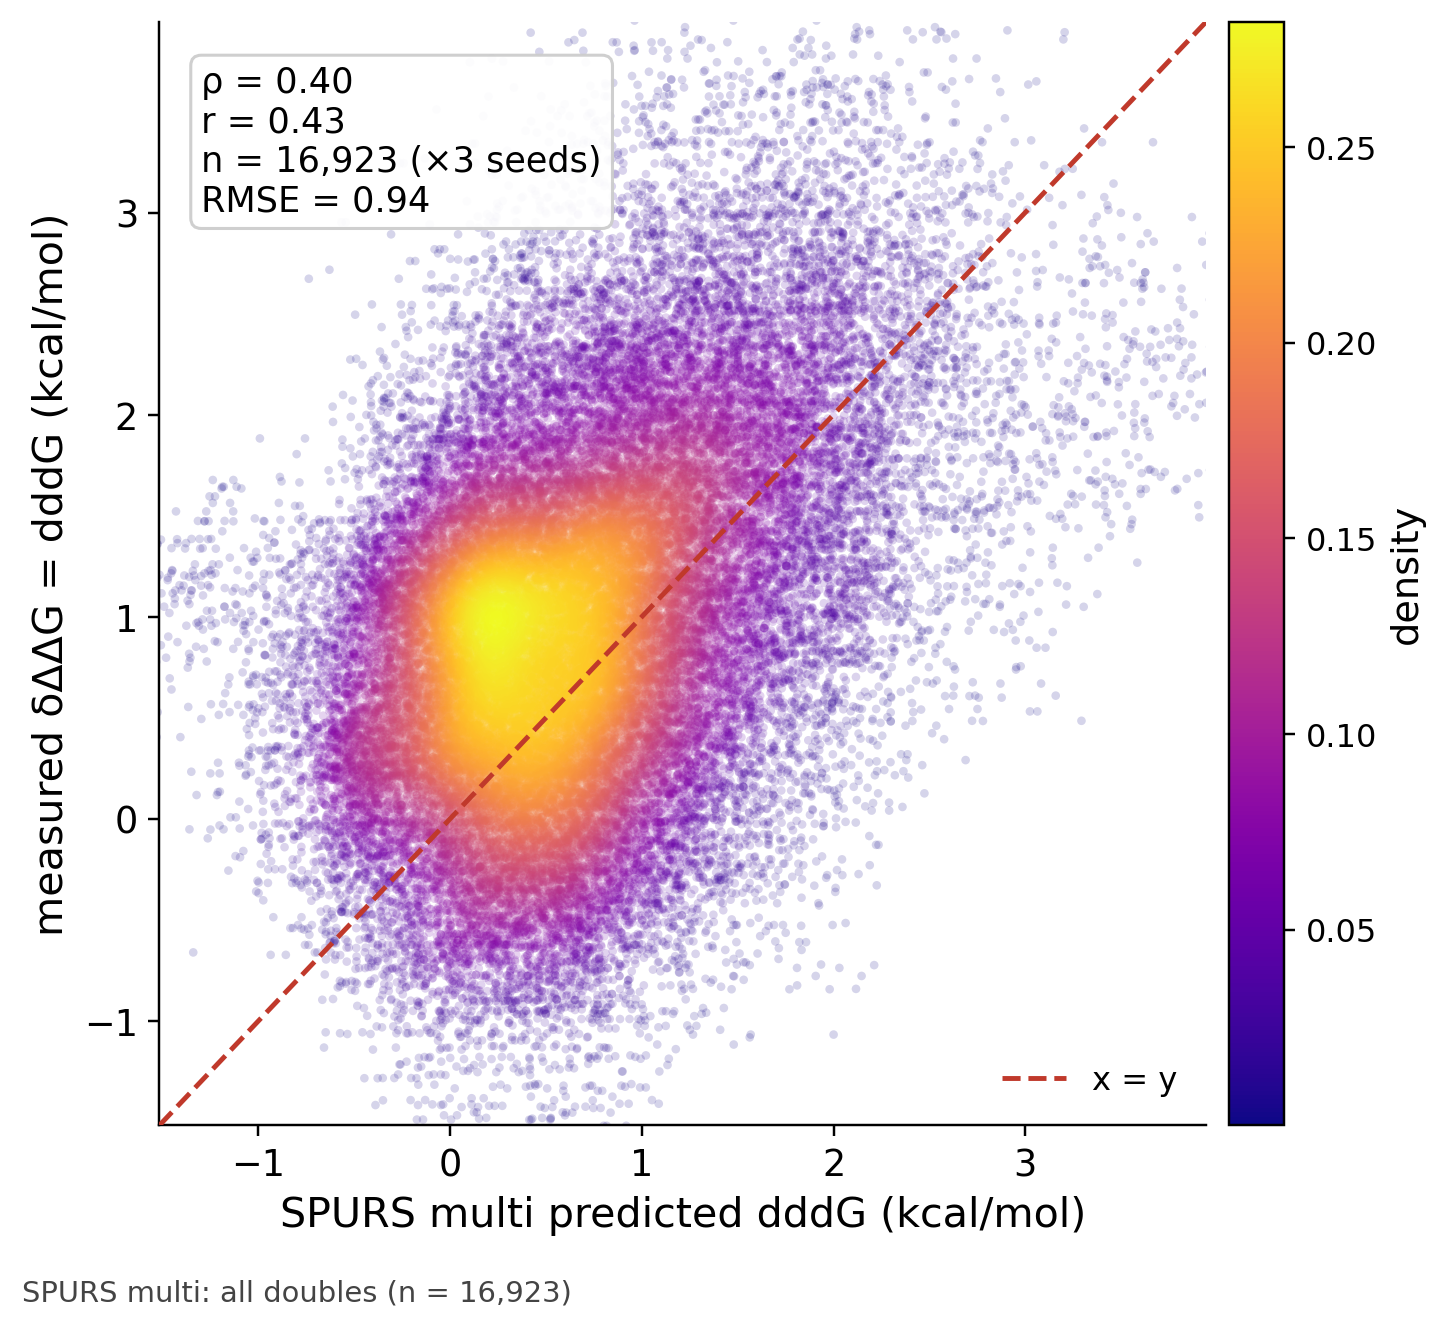 ρ = 0.40
r = 0.43
n = 16,923 (×3 seeds)
RMSE = 0.94
measured δΔΔG = dddG (kcal/mol)
3
2
1
0
−1
−1
0
1
2
3
SPURS multi predicted dddG (kcal/mol)
x = y
0.25
0.20
0.15
0.10
0.05
density
SPURS multi: all doubles (n = 16,923)